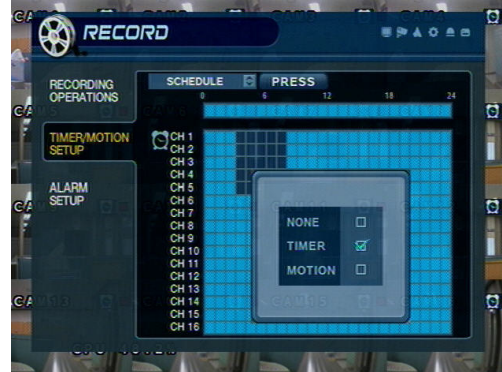 RECORD
RECORDING
OPERATIONS
TIMER/MOTION
SETUP
ALARM
SETUP
SCHEDULE PRESS
0 6 12 18 24
CH 1
CH 2
CH 3
CH 4
CH 5
CH 6
CH 7
CH 8
CH 9
CH 10
CH 11
CH 12
CH 13
CH 14
CH 15
CH 16
NONE
TIMER
MOTION